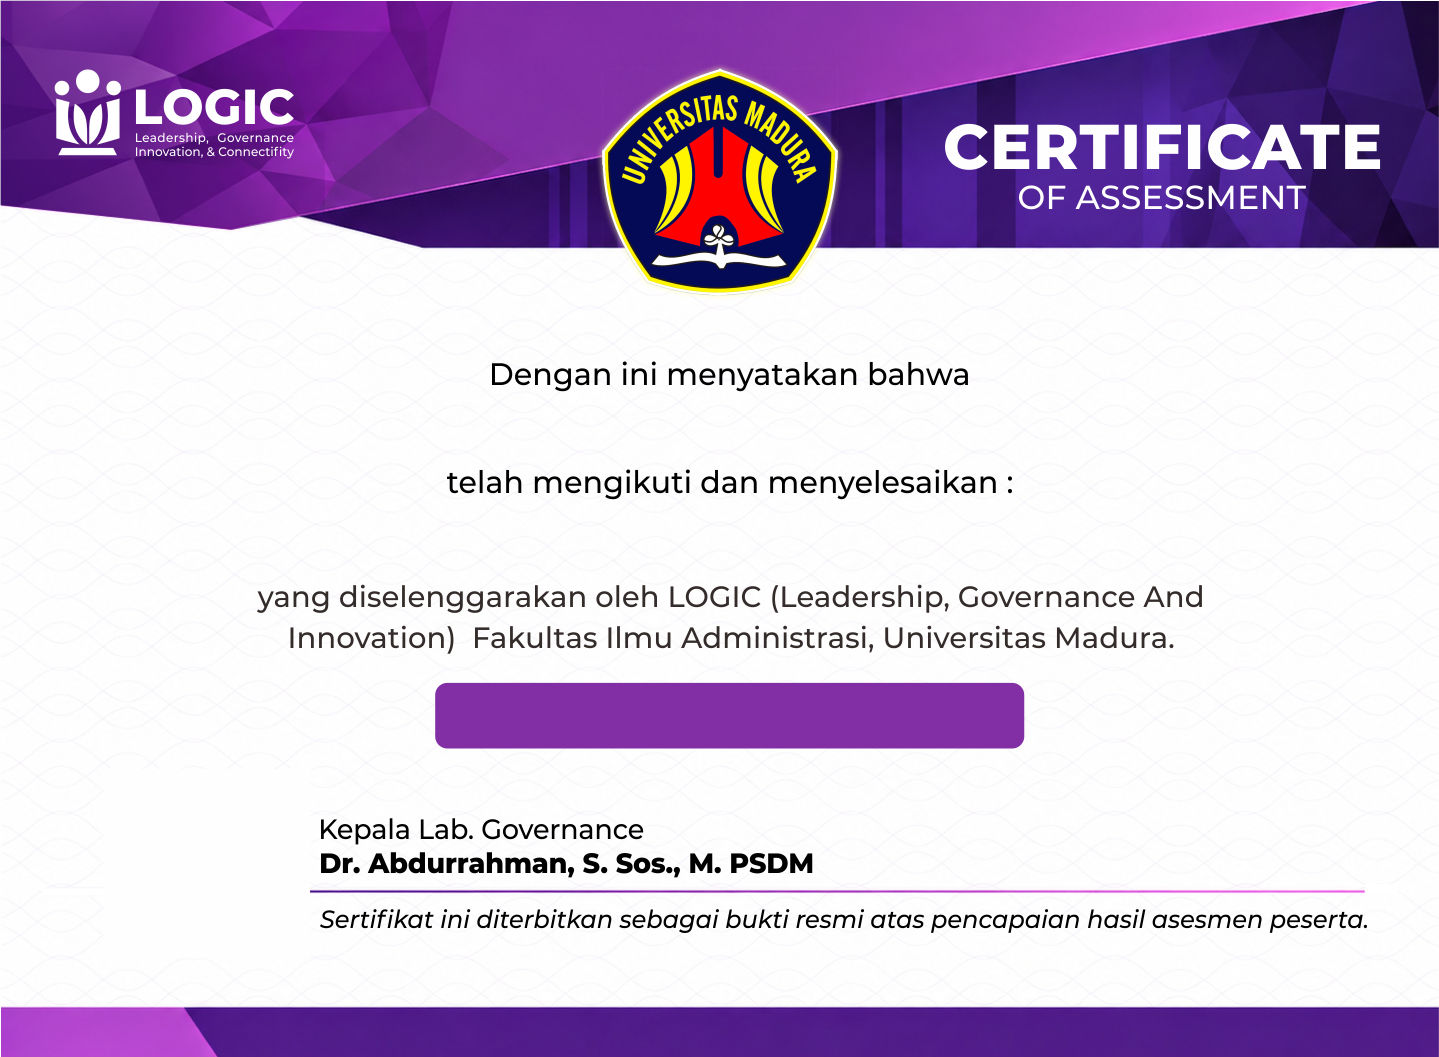 LOGIC
Leadership, Governance
Innovation, & Connectifity
UNIVERSITAS MADURA
CERTIFICATE
OF ASSESSMENT
Dengan ini menyatakan bahwa
telah mengikuti dan menyelesaikan :
yang diselenggarakan oleh LOGIC (Leadership, Governance And
Innovation) Fakultas Ilmu Administrasi, Universitas Madura.
Kepala Lab. Governance
Dr. Abdurrahman, S. Sos., M. PSDM
Sertifikat ini diterbitkan sebagai bukti resmi atas pencapaian hasil asesmen peserta.